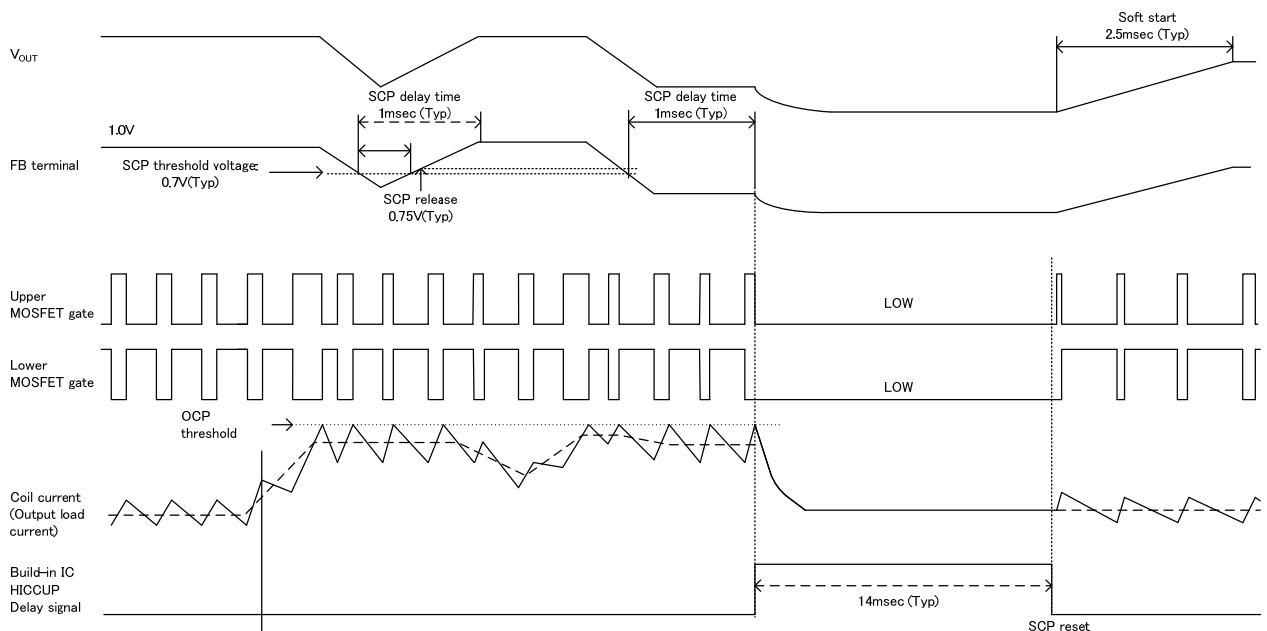 Soft start
2.5msec (Typ)
VOUT
SCP delay time
1msec (Typ)
SCP delay time
1msec (Typ)
1.0V
FB terminal
SCP threshold voltage:
0.7V(Typ)
SCP release
0.75V(Typ)
Upper
MOSFET gate
LOW
Lower
MOSFET gate
LOW
OCP
threshold
Coil current
(Output load
current)
Build-in IC
HICCUP
Delay signal
14msec (Typ)
SCP reset